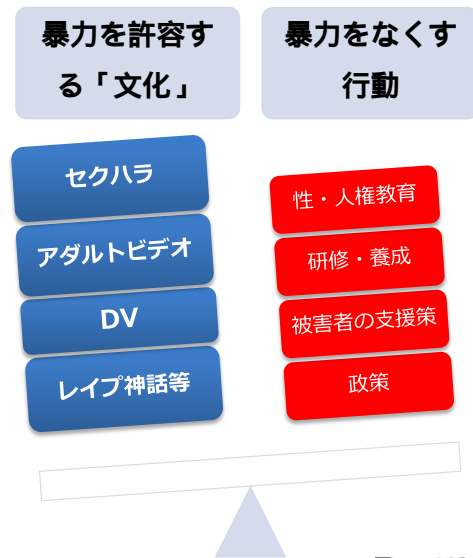 暴力を許容す
る「文化」
暴力をなくす
行動
セクハラ
アダルトビデオ
DV
レイプ神話等
性・人権教育
研修・養成
被害者の支援策
政策